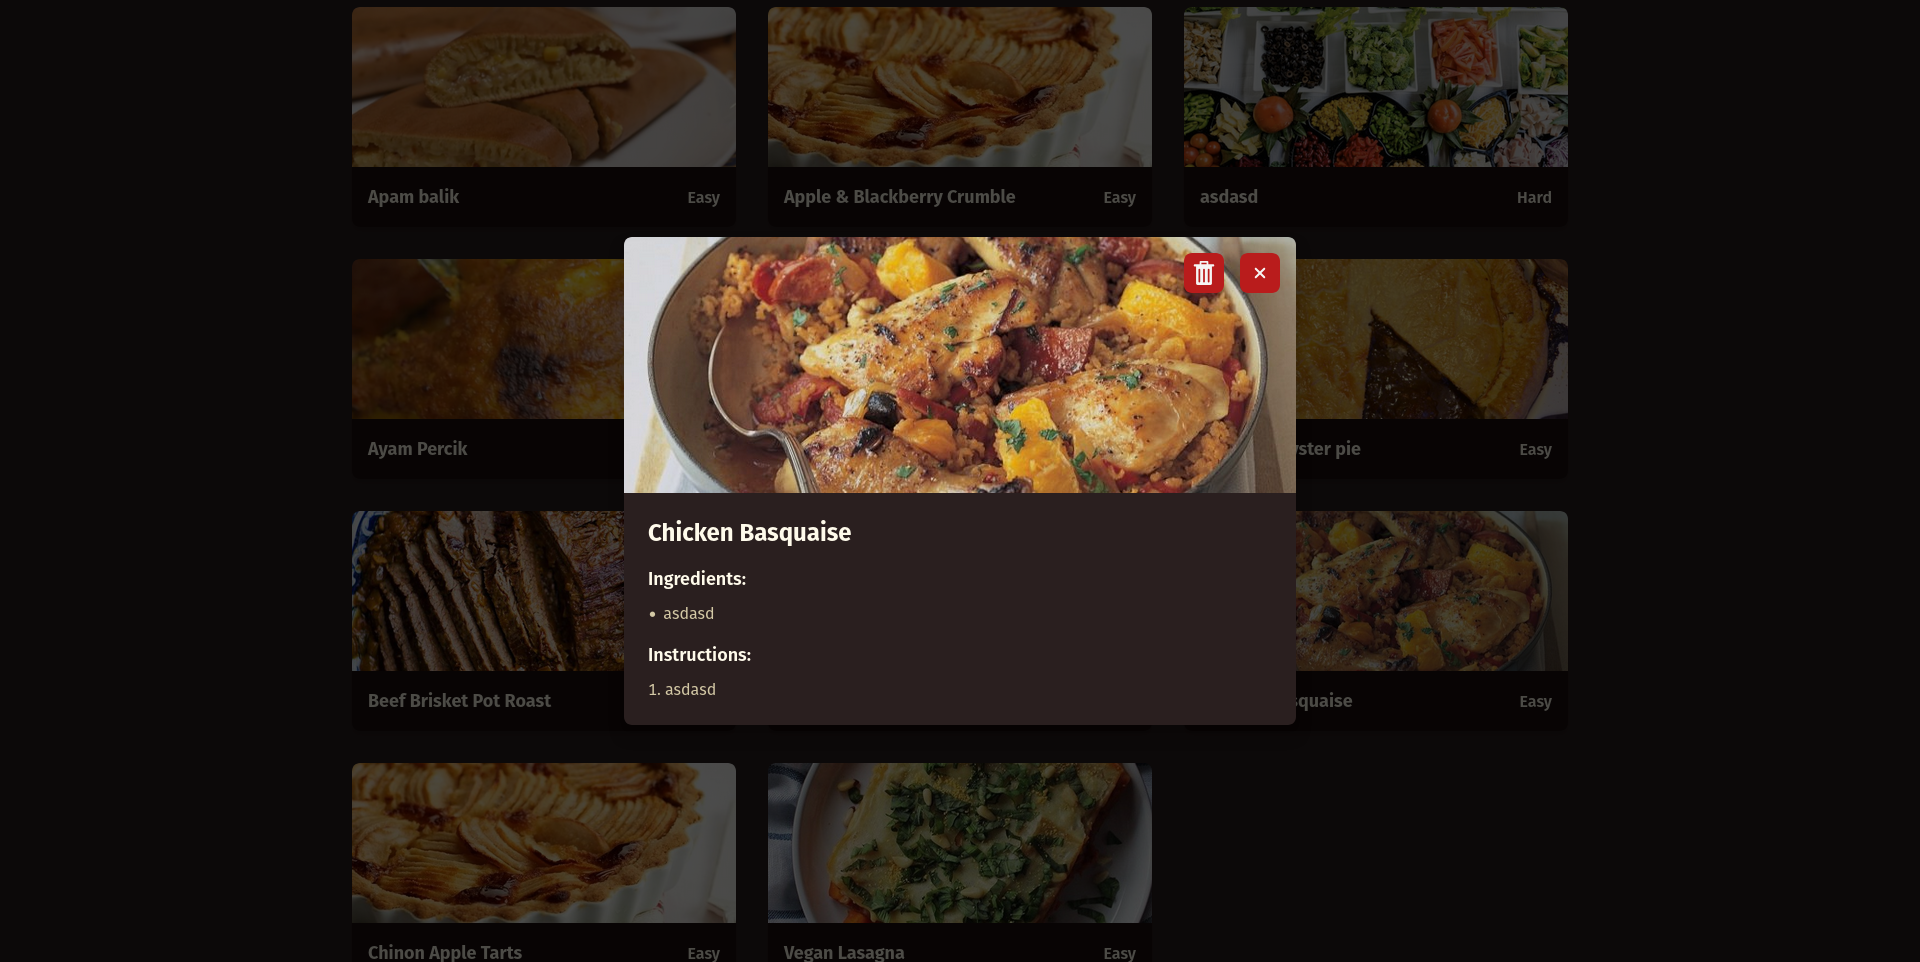 Apam balik
Easy
Apple & Blackberry Crumble
Easy
asdasd
Hard
Ayam Percik
yster pie
Easy
Beef Brisket Pot Roast
squaise
Easy
Chicken Basquaise
Ingredients:
• asdasd
Instructions:
1. asdasd
Chinon Apple Tarts
Easy
Vegan Lasagna
Easy